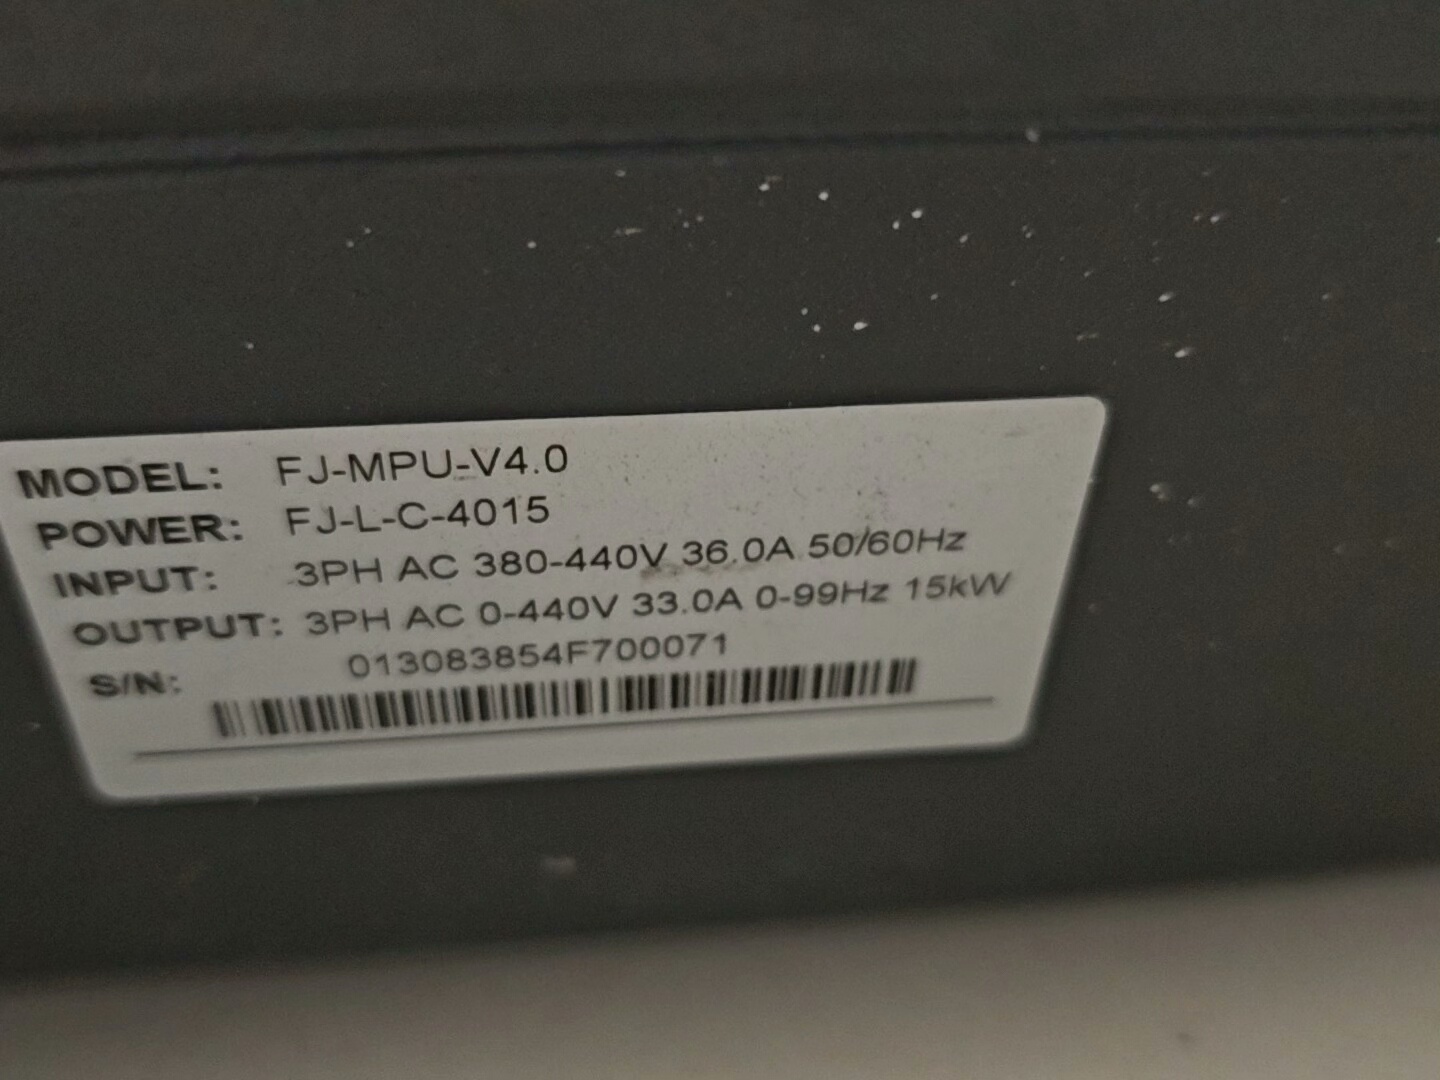 MODEL: FJ-MPU-V4.0
POWER: FJ-L-C-4015
INPUT: 3PH AC 380-440V 36.0A 50/60Hz
OUTPUT: 3PH AC 0-440V 33.0A 0-99Hz 15kW
S/N: 013083854F700071